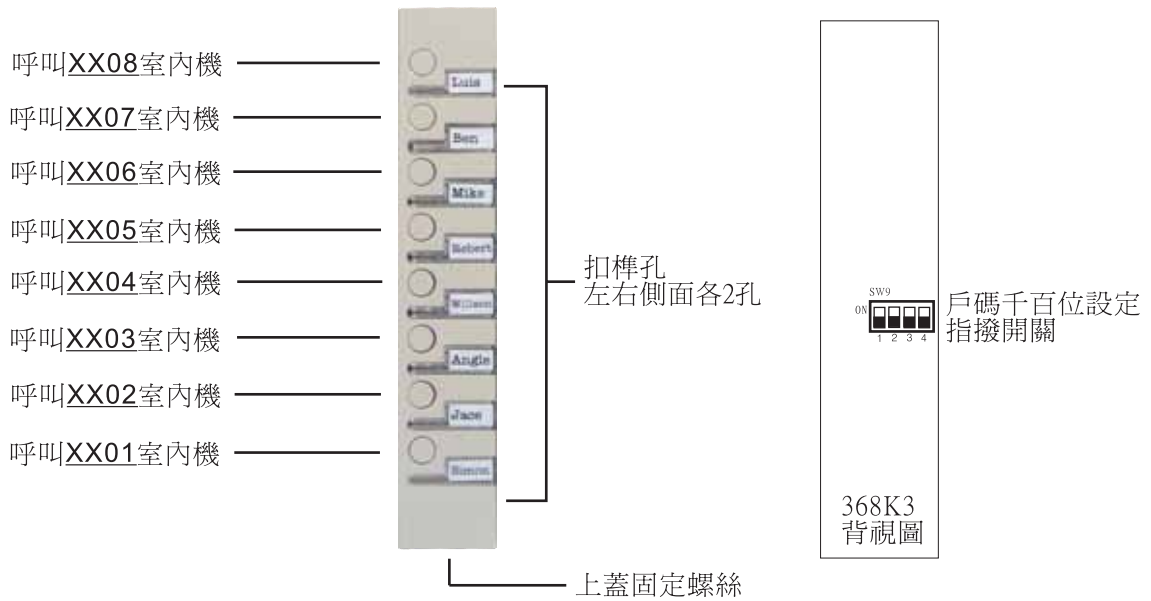 呼叫XX08室內機
呼叫XX07室內機
呼叫XX06室內機
呼叫XX05室內機
呼叫XX04室內機
呼叫XX03室內機
呼叫XX02室內機
呼叫XX01室內機
Luis
Ben
Mike
Robert
Wilson
Angle
Jace
Simon
扣榫孔
左右側面各2孔
上蓋固定螺絲
SW9
ON
1 2 3 4
戶碼千百位設定
指撥開關
368K3
背視圖